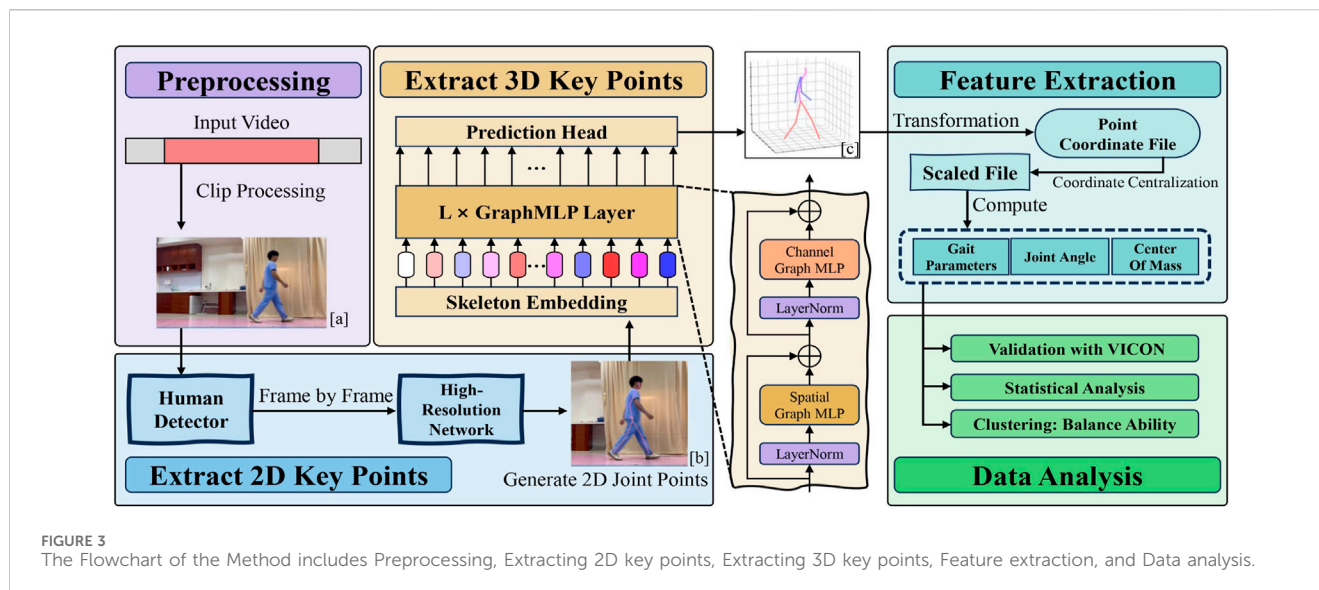 Preprocessing
Input Video
Clip Processing
[a]
Extract 3D Key Points
Prediction Head
...
L × GraphMLP Layer
...
Skeleton Embedding
Human
Detector
Frame by Frame
High-
Resolution
Network
[b]
Generate 2D Joint Points
Extract 2D Key Points
[c]
Channel
Graph MLP
LayerNorm
Spatial
Graph MLP
LayerNorm
Feature Extraction
Transformation
Point
Coordinate File
Coordinate Centralization
Scaled File
Compute
Gait
Parameters
Joint Angle
Center
Of Mass
Validation with VICON
Statistical Analysis
Clustering: Balance Ability
Data Analysis
FIGURE 3
The Flowchart of the Method includes Preprocessing, Extracting 2D key points, Extracting 3D key points, Feature extraction, and Data analysis.